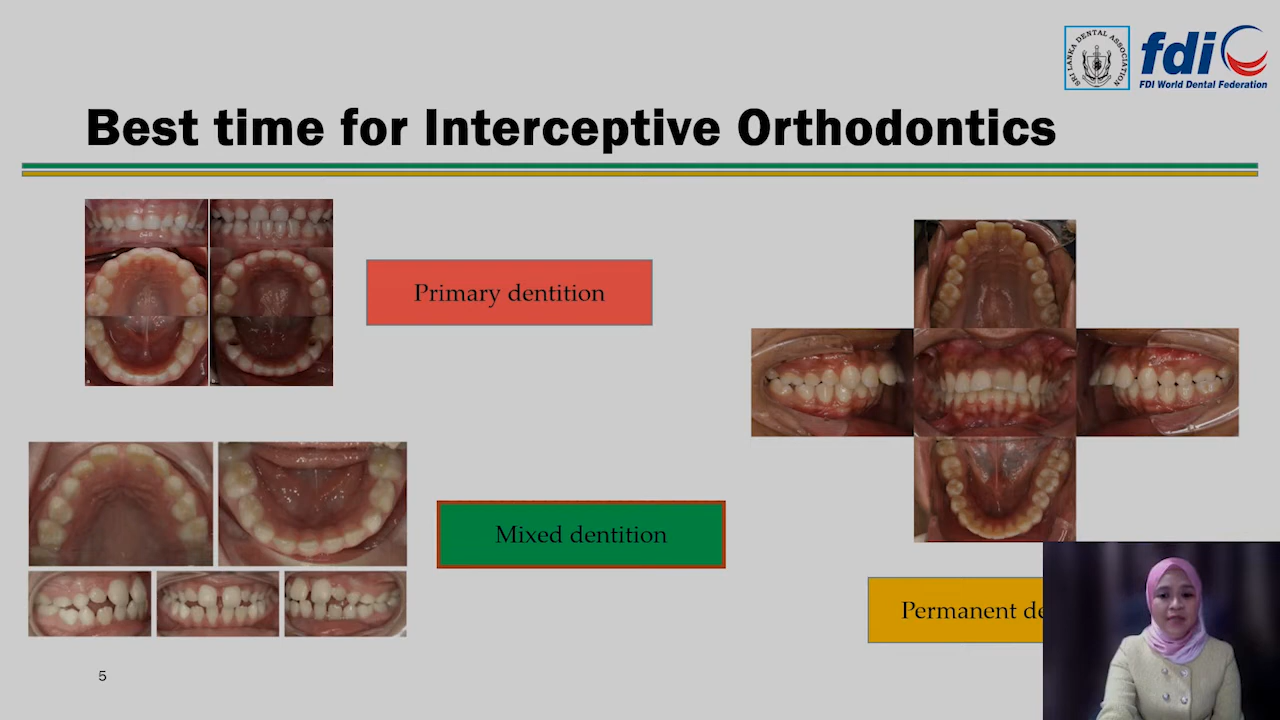 SRI LANKA DENTAL ASSOCIATION
fdi
FDI World Dental Federation
Best time for Interceptive Orthodontics
Primary dentition
Mixed dentition
Permanent de
5